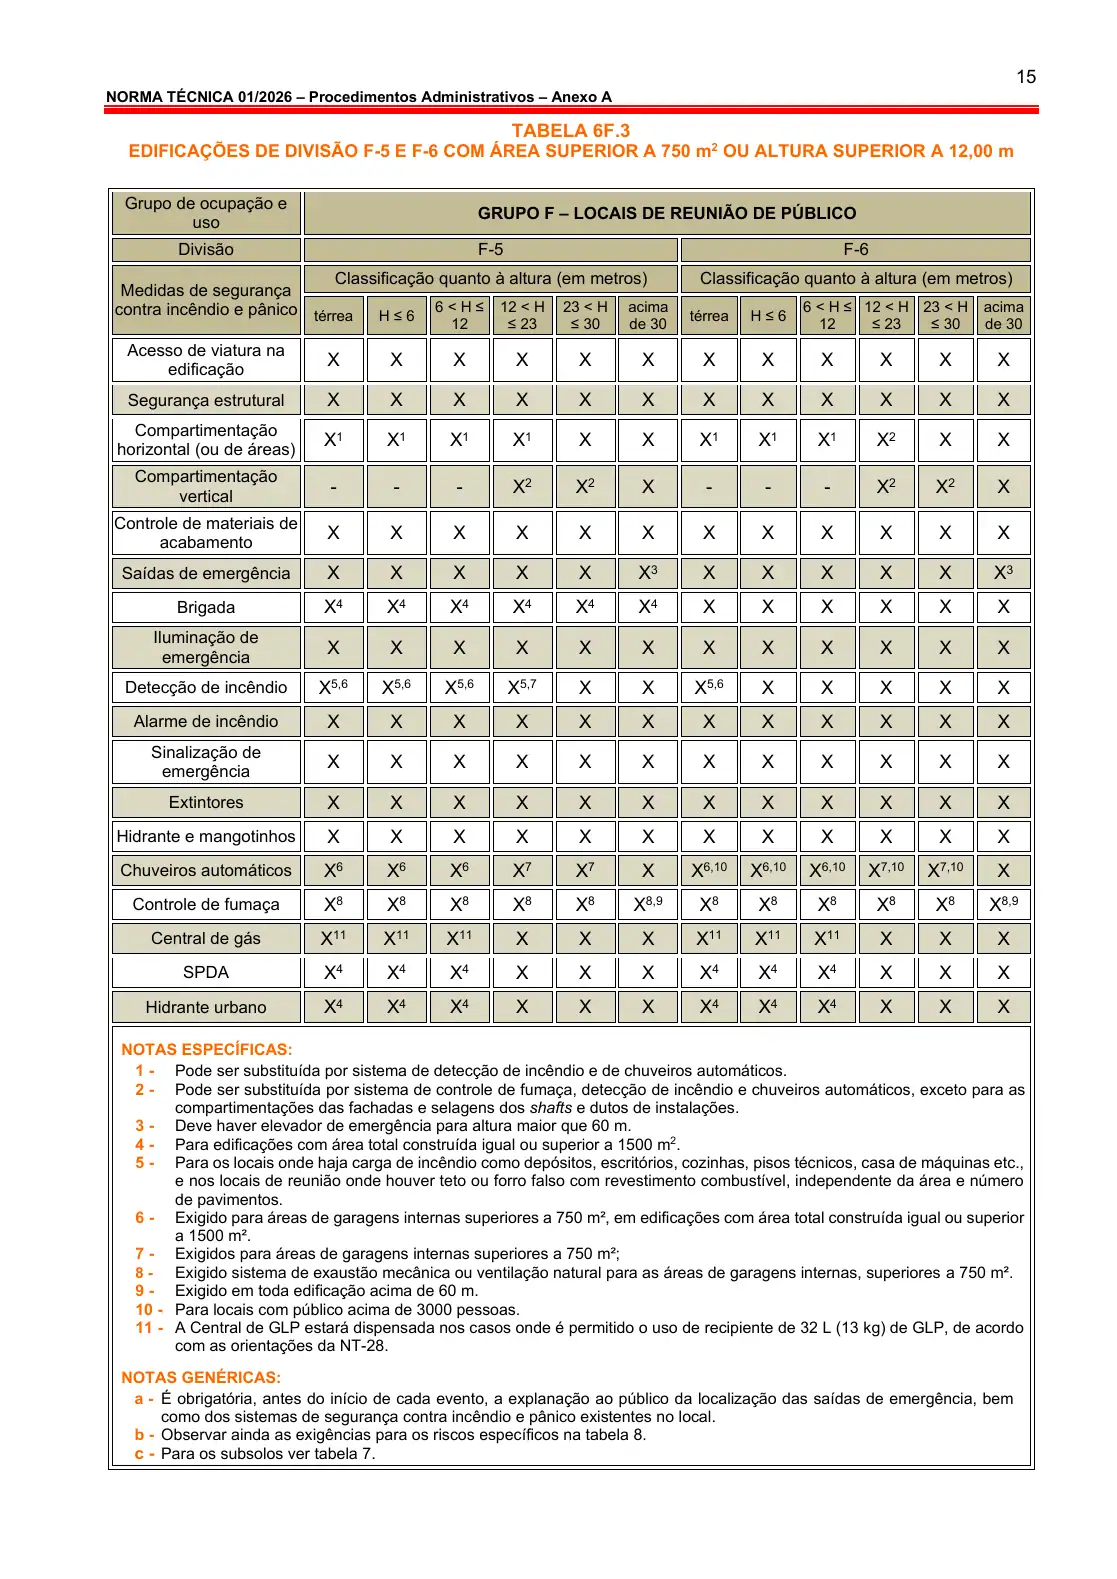 15
NORMA TÉCNICA 01/2026 – Procedimentos Administrativos – Anexo A
TABELA 6F.3
EDIFICAÇÕES DE DIVISÃO F-5 E F-6 COM ÁREA SUPERIOR A 750 m² OU ALTURA SUPERIOR A 12,00 m
Grupo de ocupação e uso GRUPO F – LOCAIS DE REUNIÃO DE PÚBLICO
Divisão F-5 F-6
Medidas de segurança contra incêndio e pânico Classificação quanto à altura (em metros) Classificação quanto à altura (em metros)
térrea H ≤ 6 6 < H ≤ 12 12 < H ≤ 23 23 < H ≤ 30 acima de 30 térrea H ≤ 6 6 < H ≤ 12 12 < H ≤ 23 23 < H ≤ 30 acima de 30
Acesso de viatura na edificação X X X X X X X X X X X X
Segurança estrutural X X X X X X X X X X X X
Compartimentação horizontal (ou de áreas) X¹ X¹ X¹ X¹ X X X¹ X¹ X¹ X² X X
Compartimentação vertical - - - X² X² X - - - X² X² X
Controle de materiais de acabamento X X X X X X X X X X X X
Saídas de emergência X X X X X X³ X X X X X X³
Brigada X⁴ X⁴ X⁴ X⁴ X⁴ X⁴ X X X X X X
Iluminação de emergência X X X X X X X X X X X X
Detecção de incêndio X⁵,⁶ X⁵,⁶ X⁵,⁶ X⁵,⁷ X X X⁵,⁶ X X X X X
Alarme de incêndio X X X X X X X X X X X X
Sinalização de emergência X X X X X X X X X X X X
Extintores X X X X X X X X X X X X
Hidrante e mangotinhos X X X X X X X X X X X X
Chuveiros automáticos X⁶ X⁶ X⁶ X⁷ X⁷ X X⁶,¹⁰ X⁶,¹⁰ X⁶,¹⁰ X⁷,¹⁰ X⁷,¹⁰ X
Controle de fumaça X⁸ X⁸ X⁸ X⁸ X⁸ X⁸,⁹ X⁸ X⁸ X⁸ X⁸ X⁸ X⁸,⁹
Central de gás X¹¹ X¹¹ X¹¹ X X X X¹¹ X¹¹ X¹¹ X X X
SPDA X⁴ X⁴ X⁴ X X X X⁴ X⁴ X⁴ X X X
Hidrante urbano X⁴ X⁴ X⁴ X X X X⁴ X⁴ X⁴ X X X
NOTAS ESPECÍFICAS:
1 - Pode ser substituída por sistema de detecção de incêndio e de chuveiros automáticos.
2 - Pode ser substituída por sistema de controle de fumaça, detecção de incêndio e chuveiros automáticos, exceto para as
compartimentações das fachadas e selagens dos shafts e dutos de instalações.
3 - Deve haver elevador de emergência para altura maior que 60 m.
4 - Para edificações com área total construída igual ou superior a 1500 m².
5 - Para os locais onde haja carga de incêndio como depósitos, escritórios, cozinhas, pisos técnicos, casa de máquinas etc.,
e nos locais de reunião onde houver teto ou forro falso com revestimento combustível, independente da área e número
de pavimentos.
6 - Exigido para áreas de garagens internas superiores a 750 m², em edificações com área total construída igual ou superior
a 1500 m².
7 - Exigidos para áreas de garagens internas superiores a 750 m²;
8 - Exigido sistema de exaustão mecânica ou ventilação natural para as áreas de garagens internas, superiores a 750 m².
9 - Exigido em toda edificação acima de 60 m.
10 - Para locais com público acima de 3000 pessoas.
11 - A Central de GLP estará dispensada nos casos onde é permitido o uso de recipiente de 32 L (13 kg) de GLP, de acordo
com as orientações da NT-28.
NOTAS GENÉRICAS:
a - É obrigatória, antes do início de cada evento, a explanação ao público da localização das saídas de emergência, bem
como dos sistemas de segurança contra incêndio e pânico existentes no local.
b - Observar ainda as exigências para os riscos específicos na tabela 8.
c - Para os subsolos ver tabela 7.